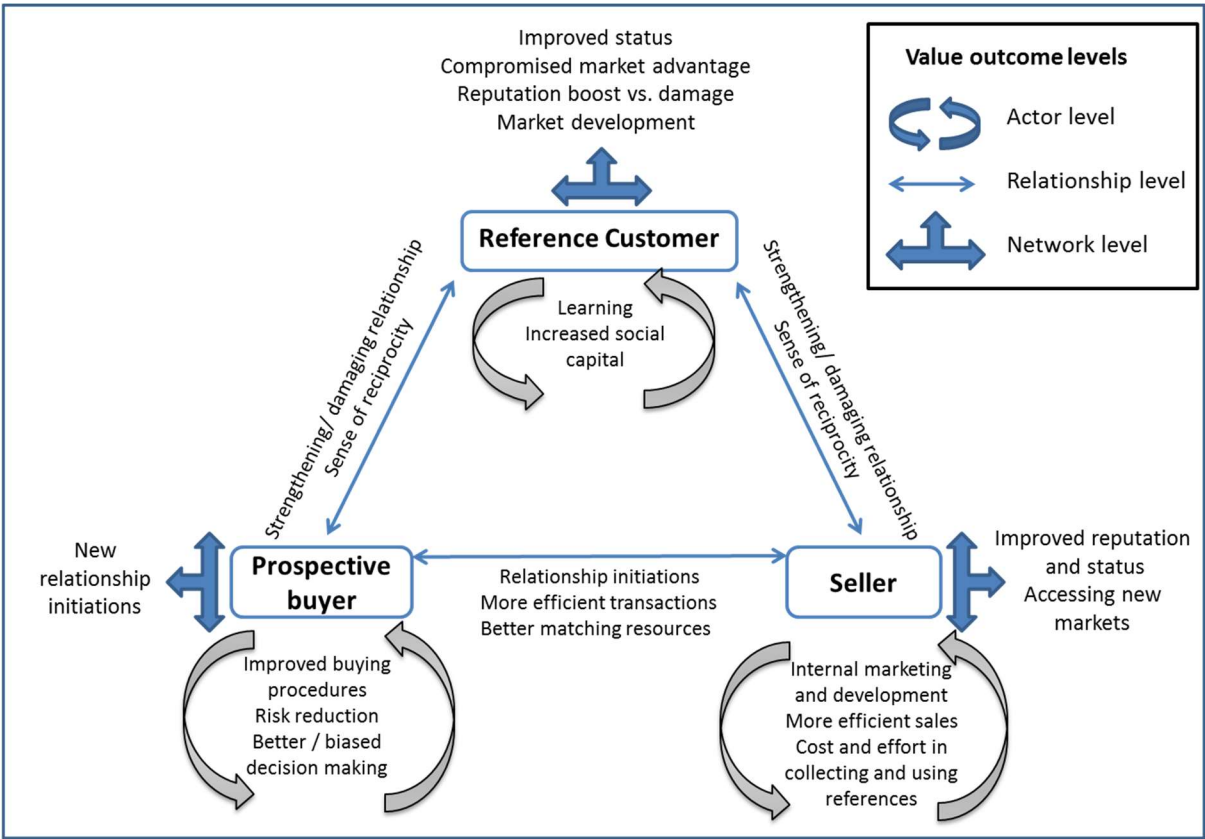 Improved status
Compromised market advantage
Reputation boost vs. damage
Market development
Value outcome levels
Actor level
Relationship level
Network level
Reference Customer
Learning
Increased social
capital
Strengthening/ damaging relationship
Sense of reciprocity
Strengthening/ damaging relationship
Sense of reciprocity
New
relationship
initiations
Prospective
buyer
Relationship initiations
More efficient transactions
Better matching resources
Seller
Improved reputation
and status
Accessing new
markets
Improved buying
procedures
Risk reduction
Better / biased
decision making
Internal marketing
and development
More efficient sales
Cost and effort in
collecting and using
references